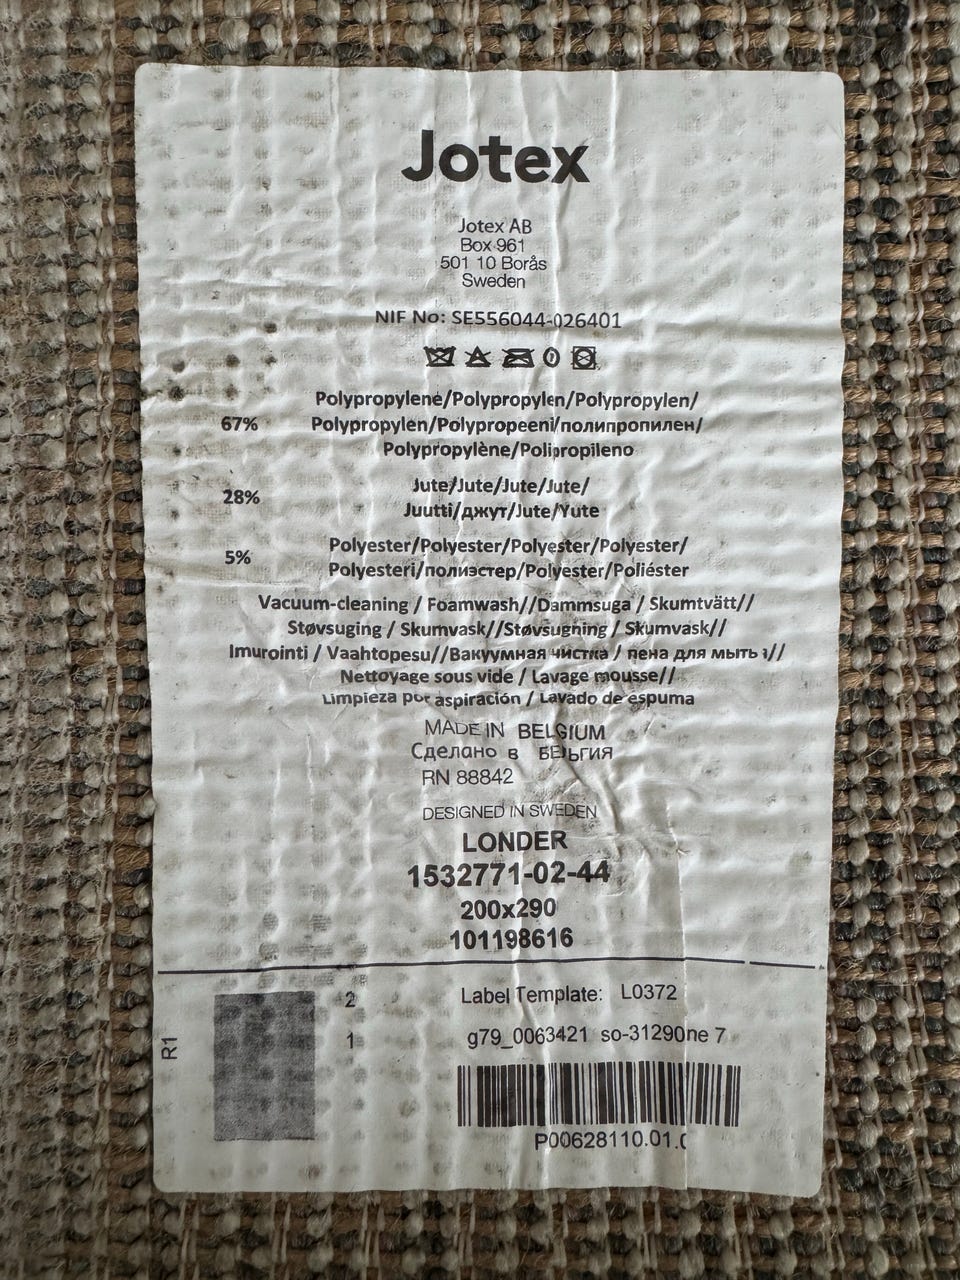 Jotex
Jotex AB
Box 961
501 10 Borås
Sweden
NIF No: SE556044-026401
Polypropylene/Polypropylen/Polypropylen/
67% Polypropylen/Polypropeeni/полипропилен/
Polypropylène/Polipropileno
28% Jute/Jute/Jute/Jute/
Juutti/джут/Jute/Yute
5% Polyester/Polyester/Polyester/Polyester/
Polyesteri/полиэстер/Polyester/Poliéster
Vacuum-cleaning / Foamwash//Dammsuga / Skumtvätt//
Støvsuging / Skumvask//Støvsugning / Skumvask//
Imurointi / Vaahtopesu//Вакуумная чистка / пена для мыть//
Nettoyage sous vide / Lavage mousse//
Limpieza por aspiración / Lavado de espuma
MADE IN BELGIUM
Сделано в БЕЛЬГИЯ
RN 88842
DESIGNED IN SWEDEN
LONDER
1532771-02-44
200x290
101198616
Label Template: L0372
2
g79_0063421 so-31290ne 7
1
R1
P00628110.01.